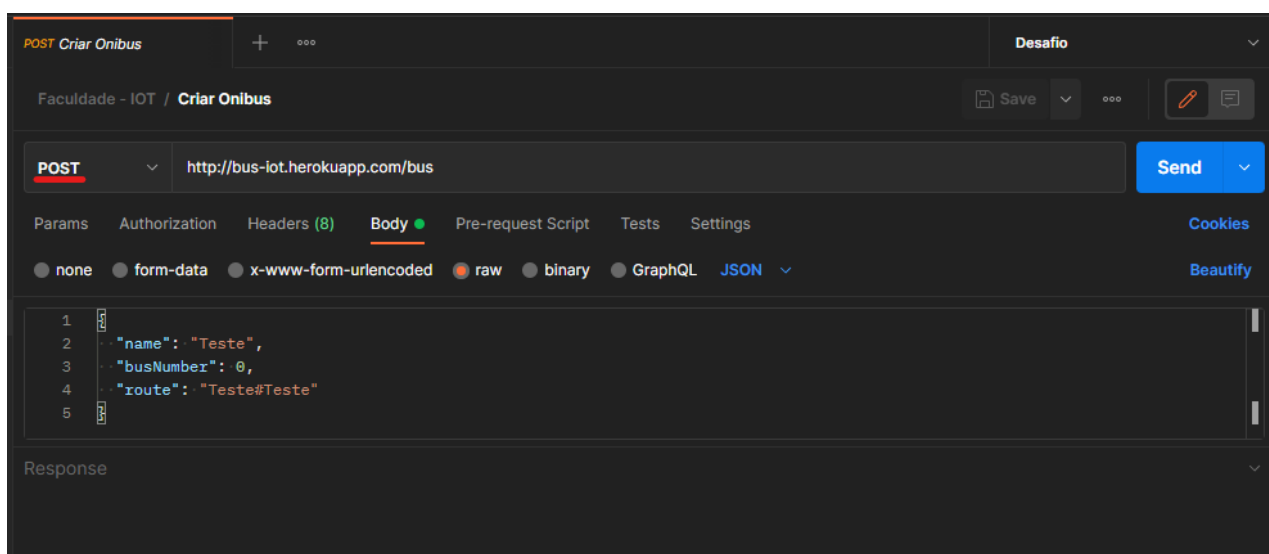 POST Criar Onibus
Desafio
Faculdade - IOT / Criar Onibus
Save
POST http://bus-iot.herokuapp.com/bus Send
Params Authorization Headers (8) Body Pre-request Script Tests Settings Cookies
none form-data x-www-form-urlencoded raw binary GraphQL JSON Beautify
1 {
2 "name": "Teste",
3 "busNumber": 0,
4 "route": "Teste#Teste"
5 }
Response